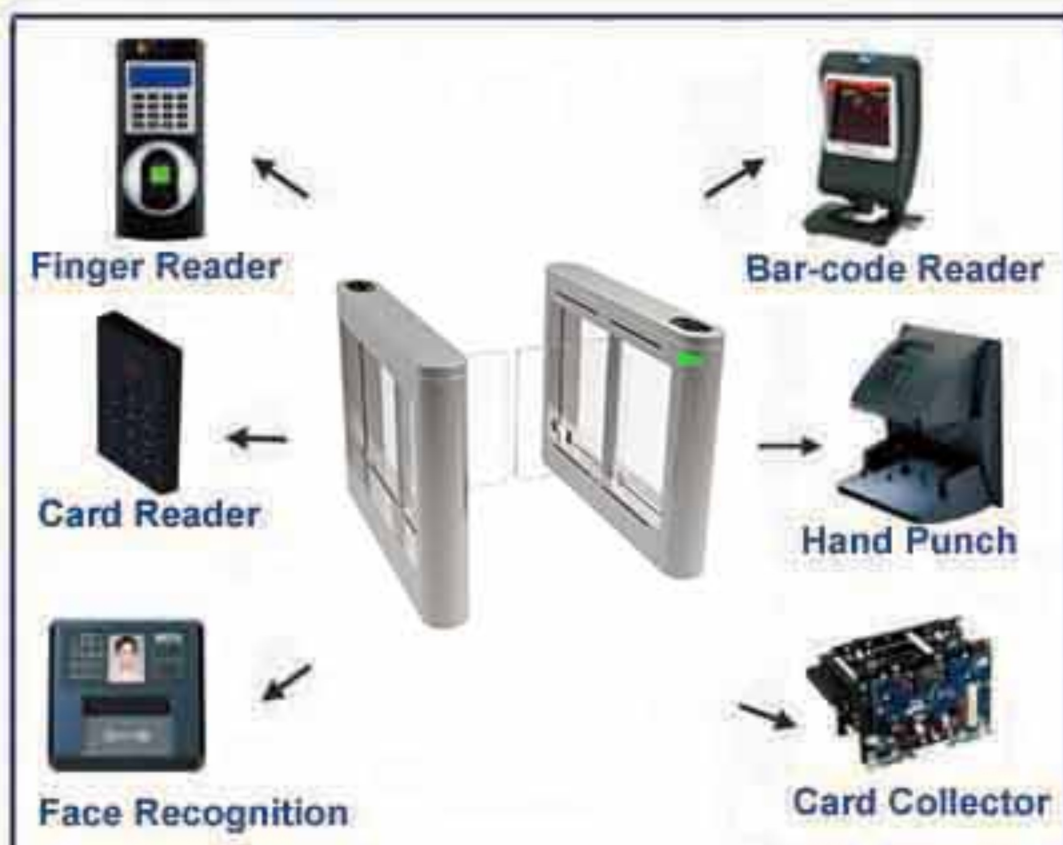 Finger Reader
Bar-code Reader
Card Reader
Hand Punch
Face Recognition
Card Collector